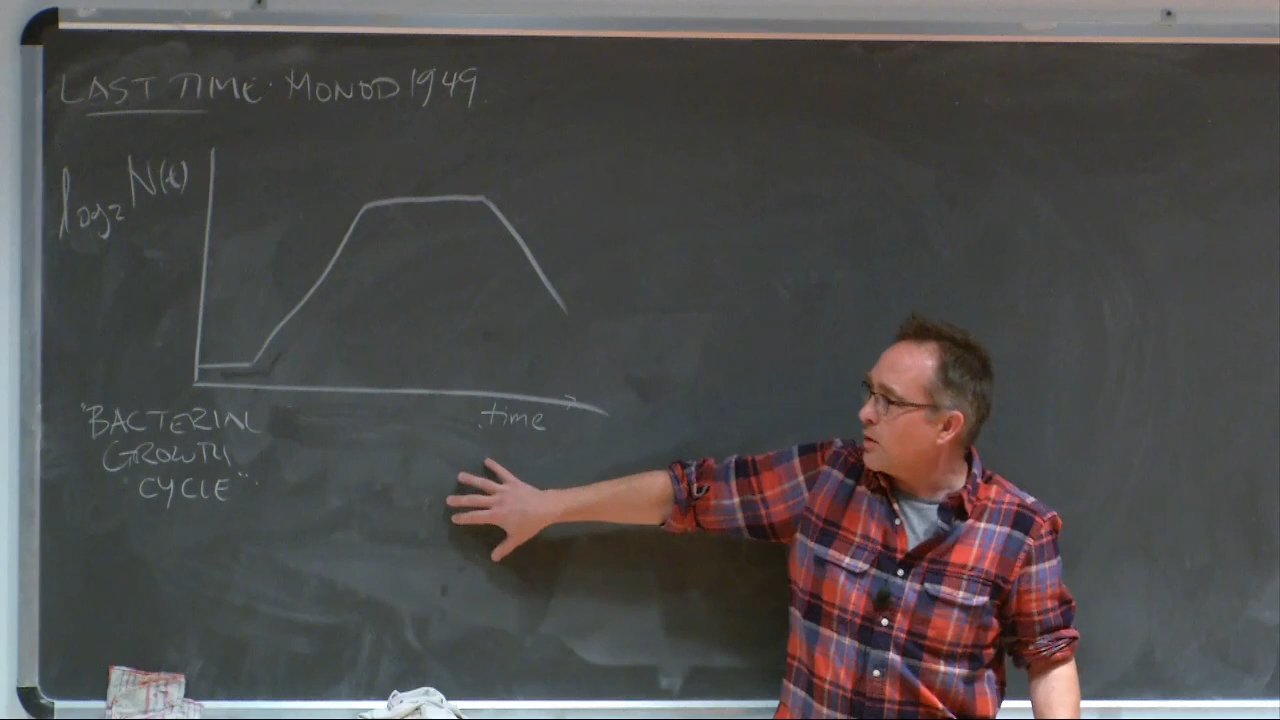 LAST TIME: MONOD 1949
log₂ N(t)
time
"BACTERIAL
GROWTH
CYCLE"